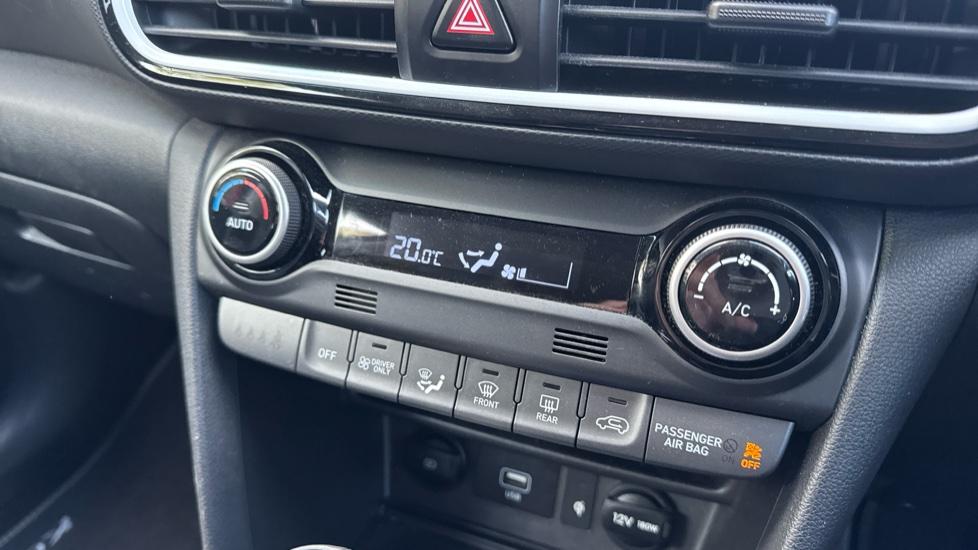 AUTO
20.0°C
A/C
- +
OFF
DRIVER
ONLY
FRONT
REAR
PASSENGER
AIR BAG
ON
OFF
USB
12V 180W